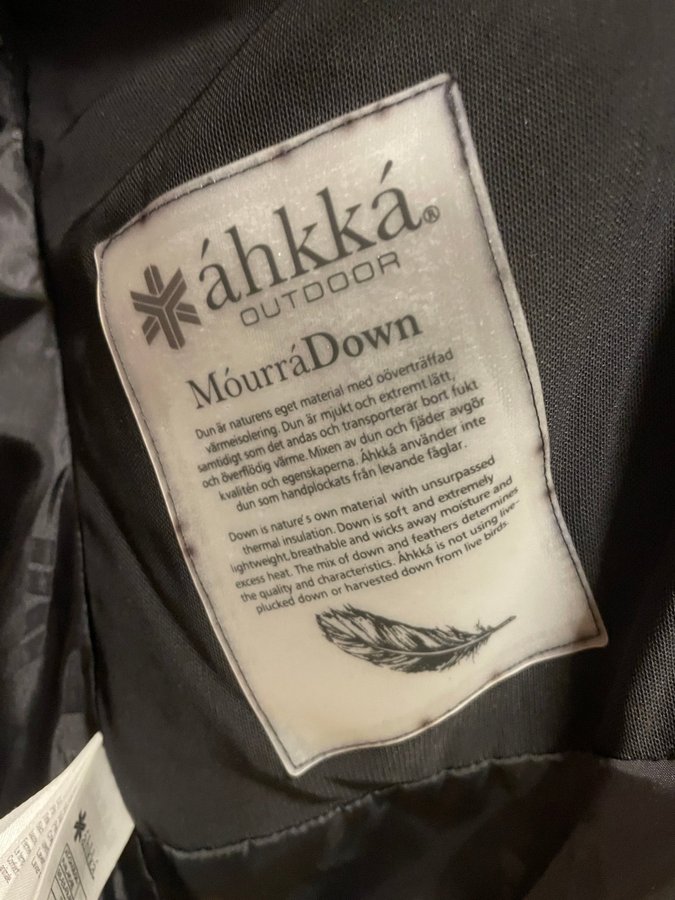 áhkká®
OUTDOOR
MóurráDown
Dun är naturens eget material med oöverträffad
värmeisolering. Dun är mjukt och extremt lätt,
samtidigt som det andas och transporterar bort fukt
och överflödig värme. Mixen av dun och fjäder avgör
kvalitén och egenskaperna. Áhkká använder inte
dun som handplockats från levande fåglar.
Down is nature's own material with unsurpassed
thermal insulation. Down is soft and extremely
lightweight, breathable and wicks away moisture and
excess heat. The mix of down and feathers determines
the quality and characteristics. Áhkká is not using live-
plucked down or harvested down from live birds.
áhkká